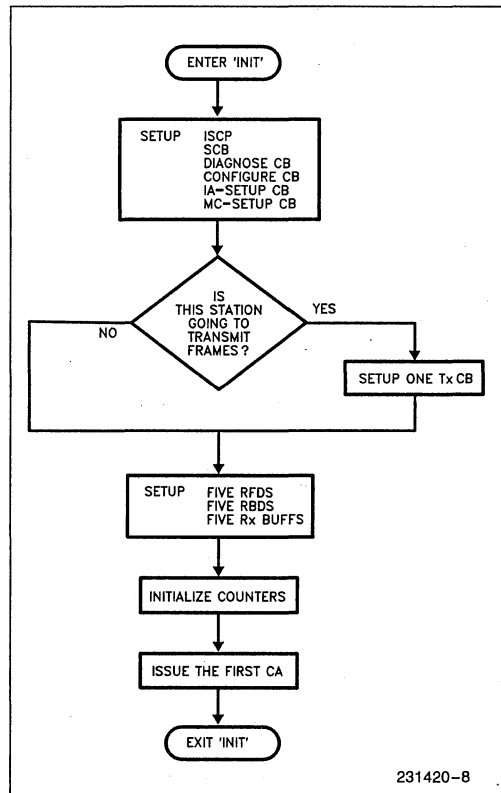 ENTER 'INIT'
SETUP ISCP
SCB
DIAGNOSE CB
CONFIGURE CB
IA-SETUP CB
MC-SETUP CB
IS
THIS STATION
GOING TO
TRANSMIT
FRAMES?
NO
YES
SETUP ONE Tx CB
SETUP FIVE RFDS
FIVE RBDS
FIVE Rx BUFFS
INITIALIZE COUNTERS
ISSUE THE FIRST CA
EXIT 'INIT'
231420-8